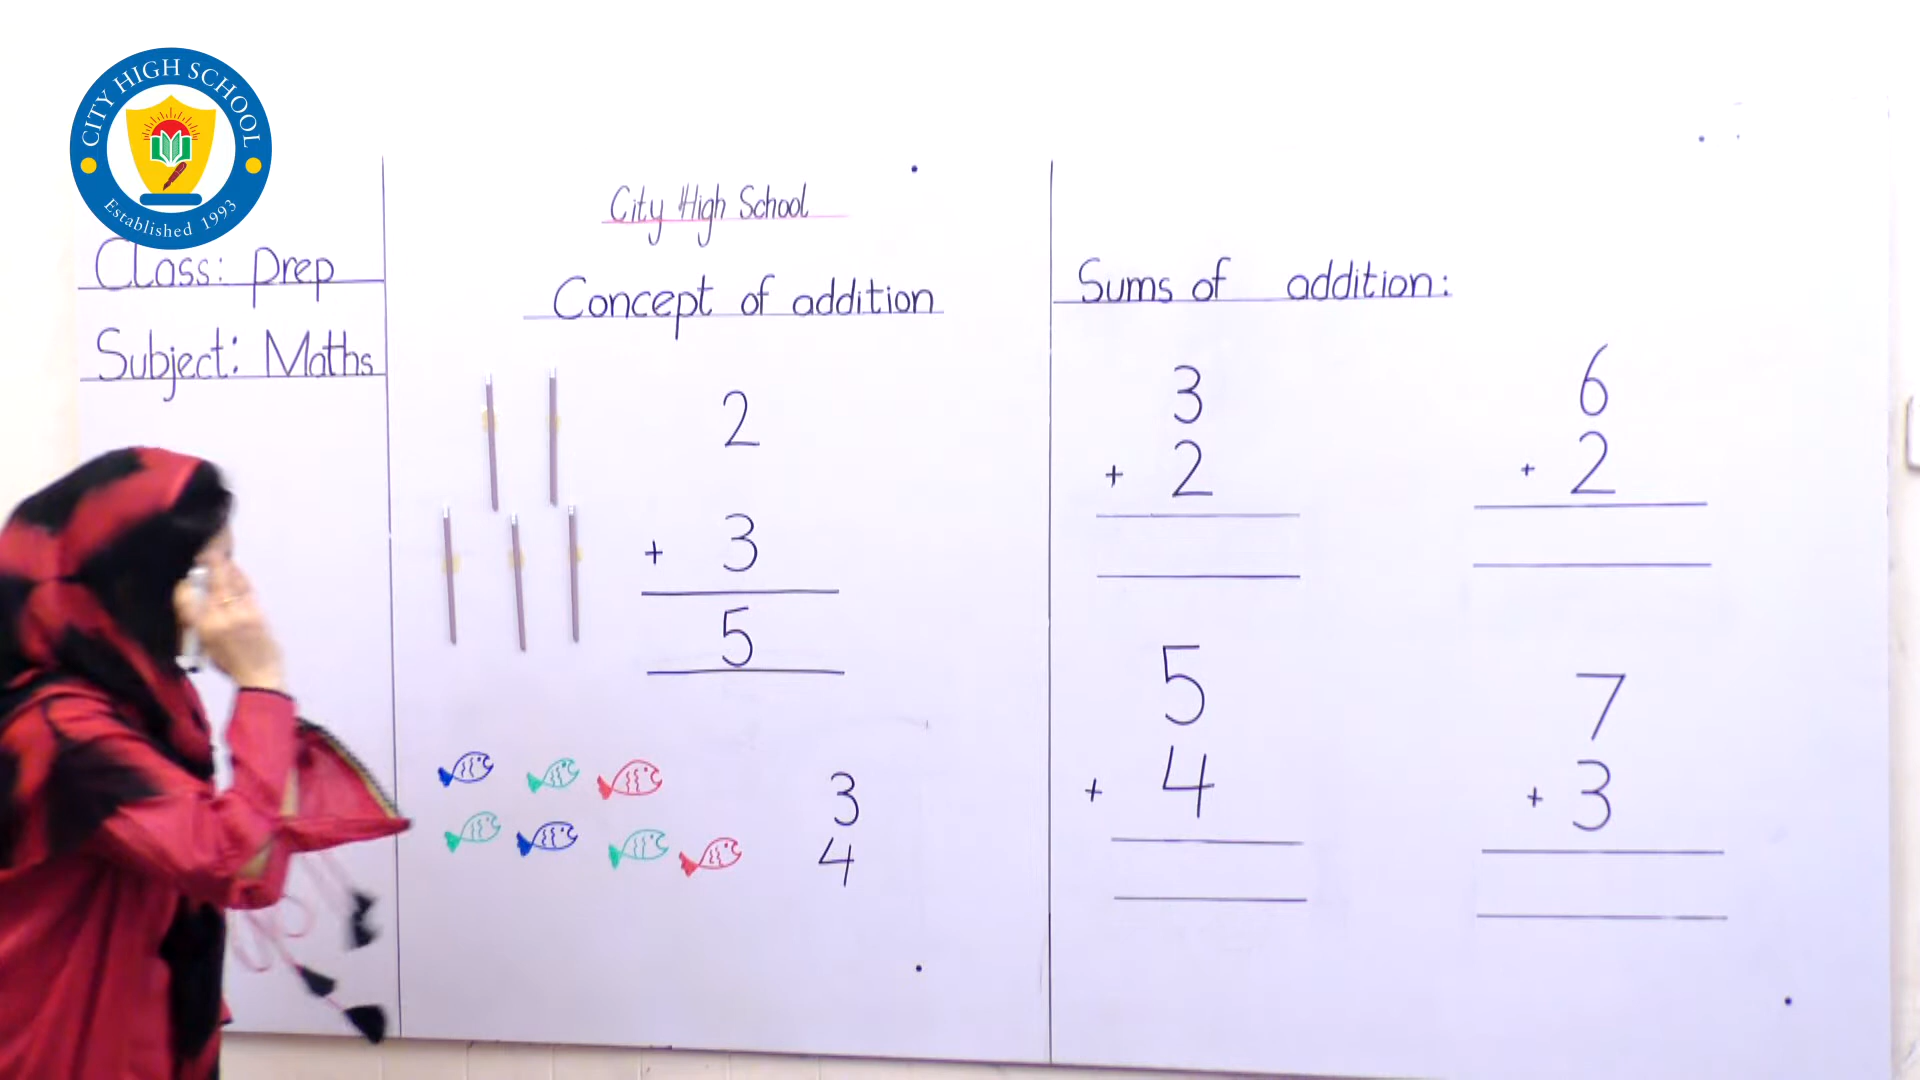 CITY HIGH SCHOOL
Established 1993
Class: Prep
Subject: Maths
City High School
Concept of addition
2
+ 3
5
3
4
Sums of addition:
3
+ 2
6
+ 2
5
+ 4
7
+ 3